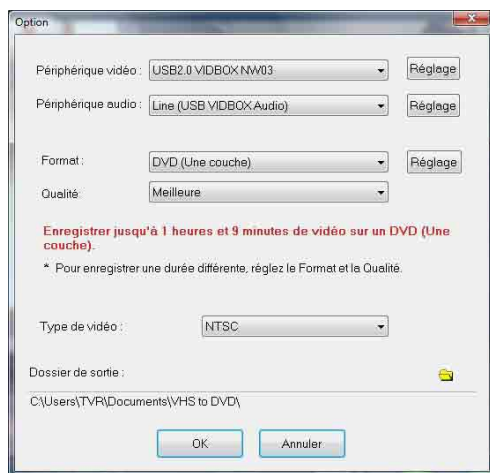 Option
Périphérique vidéo : USB2.0 VIDBOX NW03 Réglage
Périphérique audio : Line (USB VIDBOX Audio) Réglage
Format : DVD (Une couche) Réglage
Qualité: Meilleure
Enregistrer jusqu'à 1 heures et 9 minutes de vidéo sur un DVD (Une
couche).
* Pour enregistrer une durée différente, réglez le Format et la Qualité.
Type de vidéo : NTSC
Dossier de sortie :
C:\Users\TVR\Documents\VHS to DVD\
OK Annuler